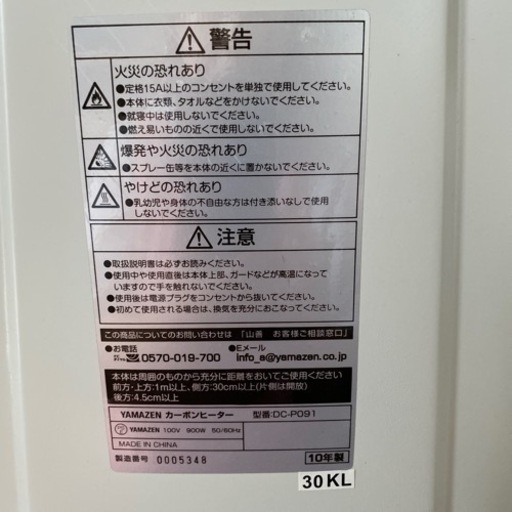 警告
火災の恐れあり
●定格15A以上のコンセントを単独で使用してください。
●本体に衣類、タオルなどをかけないでください。
●就寝中は使用しないでください。
●燃え易いものの近くで使用しないでください。
爆発や火災の恐れあり
●スプレー缶等を本体の近くに置かないでください。
やけどの恐れあり
●乳幼児や身体の不自由な方は付き添いなしで使用
しないでください。
注意
●取扱説明書は必ずお読みください。
●使用中や使用直後は本体上部、ガードなどが高温になって
いますので手を触れないでください。
●使用後は電源プラグをコンセントから抜いてください。
●初めて使用される場合は、換気を充分におこなってください。
この商品についてのお問い合わせは 「山善 お客様ご相談窓口」
●お電話
0570-019-700
●Eメール
info_a@yamazen.co.jp
本体は周囲のものから充分に距離をおいてご使用ください。
前方・上方:1m以上、側方:30cm以上(片側は開放)
後方:4.5cm以上
YAMAZEN カーボンヒーター 型番:DC-P091
YAMAZEN 100V 900W 50/60Hz
MADE IN CHINA
製造番号 0005348
10年製
30KL